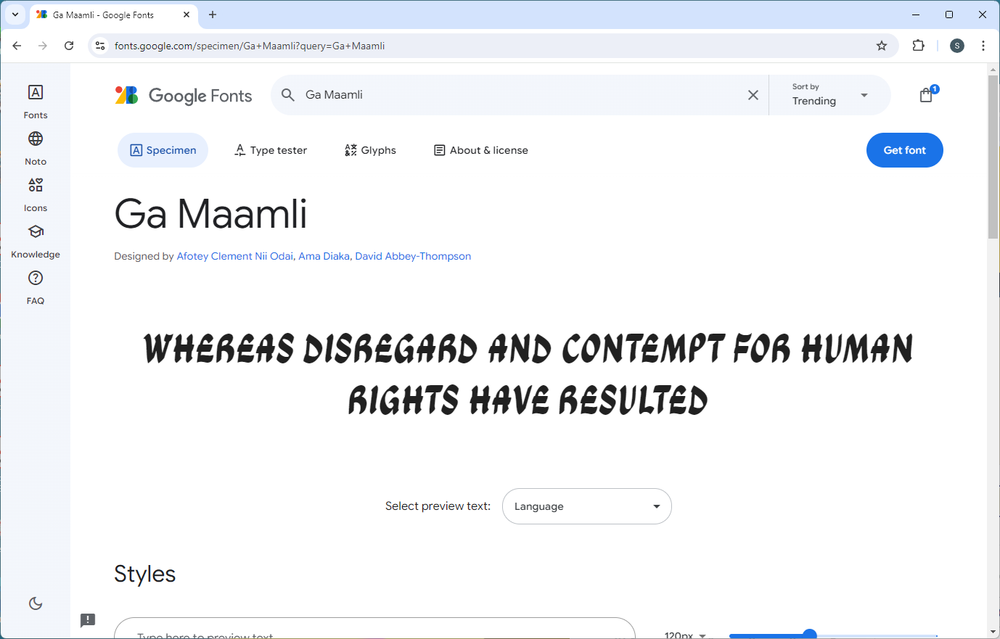 Ga Maamli - Google Fonts
fonts.google.com/specimen/Ga+Maamli?query=Ga+Maamli
S
Fonts
Noto
Icons
Knowledge
FAQ
Google Fonts
Ga Maamli
Sort by
Trending
1
Specimen
Type tester
Glyphs
About & license
Get font
Ga Maamli
Designed by Afotey Clement Nii Odai, Ama Diaka, David Abbey-Thompson
WHEREAS DISREGARD AND CONTEMPT FOR HUMAN
RIGHTS HAVE RESULTED
Select preview text:
Language
Styles
Type here to preview text
120px